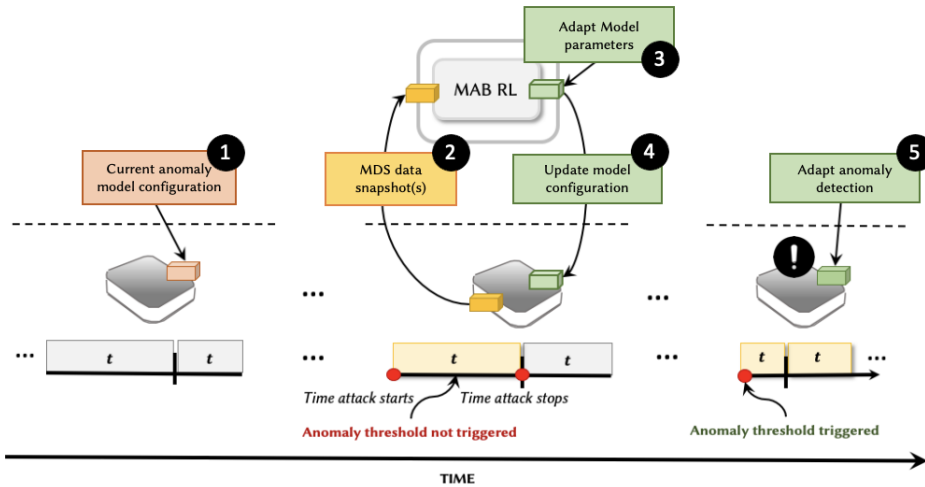 Adapt Model
parameters
3
MAB RL
1
Current anomaly
model configuration
2
MDS data
snapshot(s)
4
Update model
configuration
5
Adapt anomaly
detection
!
...
...
... t t
... t t
... t t ...
Time attack starts Time attack stops
Anomaly threshold not triggered
Anomaly threshold triggered
TIME